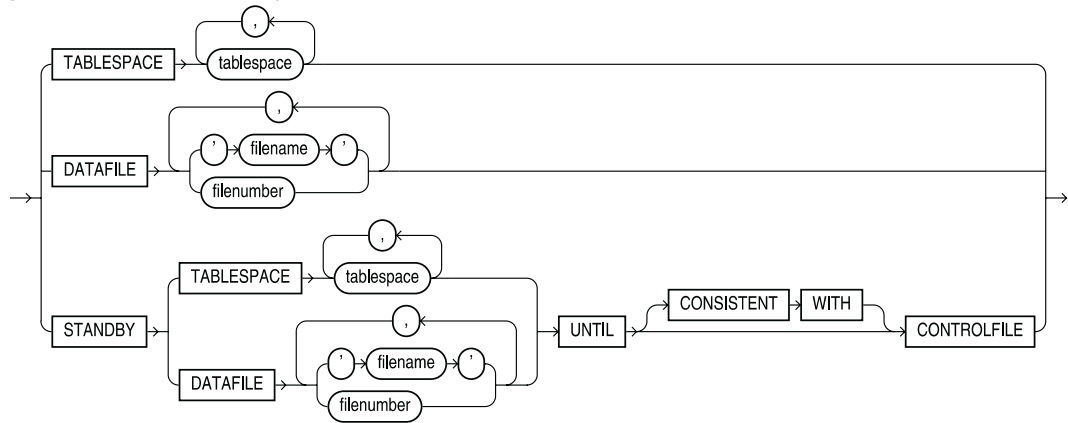 ,
TABLESPACE tablespace
,
' filename '
DATAFILE
filenumber
,
TABLESPACE tablespace
CONSISTENT WITH
STANDBY , UNTIL CONTROLFILE
' filename '
DATAFILE
filenumber